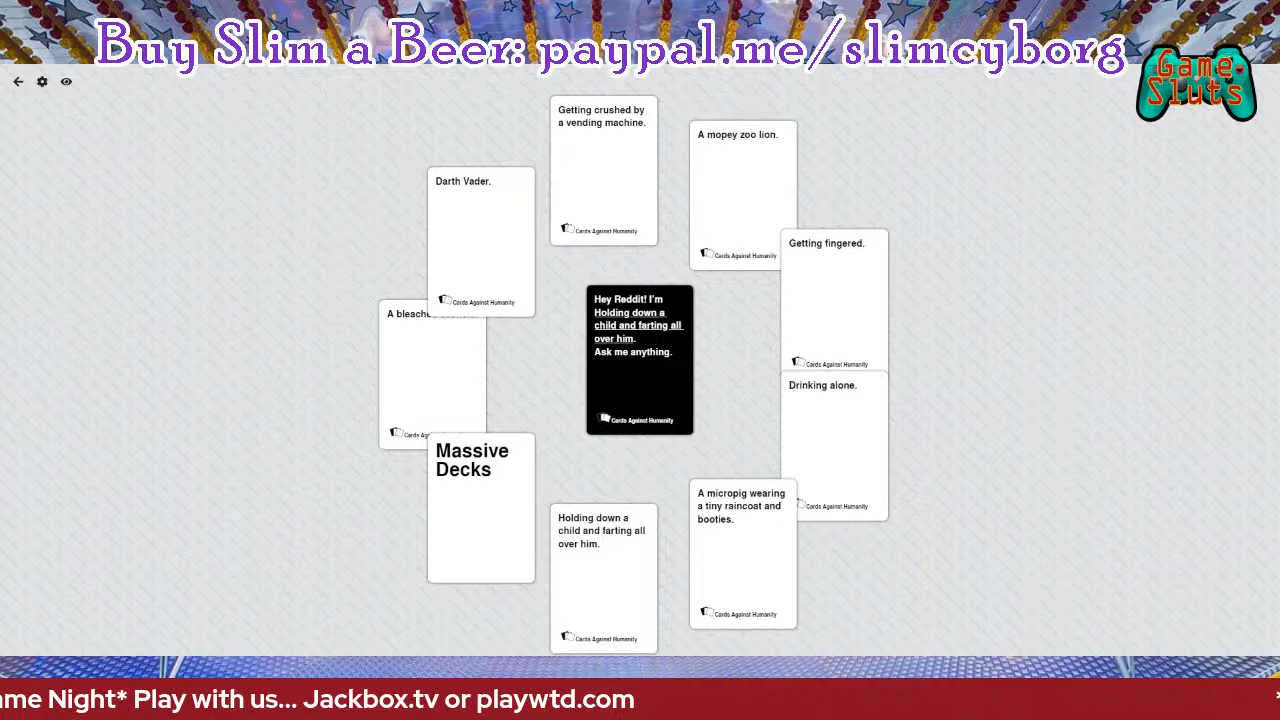 Buy Slim a Beer: paypal.me/slimcyborg
Game
Sluts
Getting crushed by
a vending machine.
Cards Against Humanity
A mopey zoo lion.
Cards Against Humanity
Darth Vader.
Cards Against Humanity
Getting fingered.
Cards Against Humanity
Hey Reddit! I'm
Holding down a
child and farting all
over him.
Ask me anything.
Cards Against Humanity
A
Cards
Drinking alone.
Cards Against Humanity
Massive
Decks
A micropig wearing
a tiny raincoat and
booties.
Cards Against Humanity
Holding down a
child and farting all
over him.
Cards Against Humanity
Night* Play with us... Jackbox.tv or playwtd.com